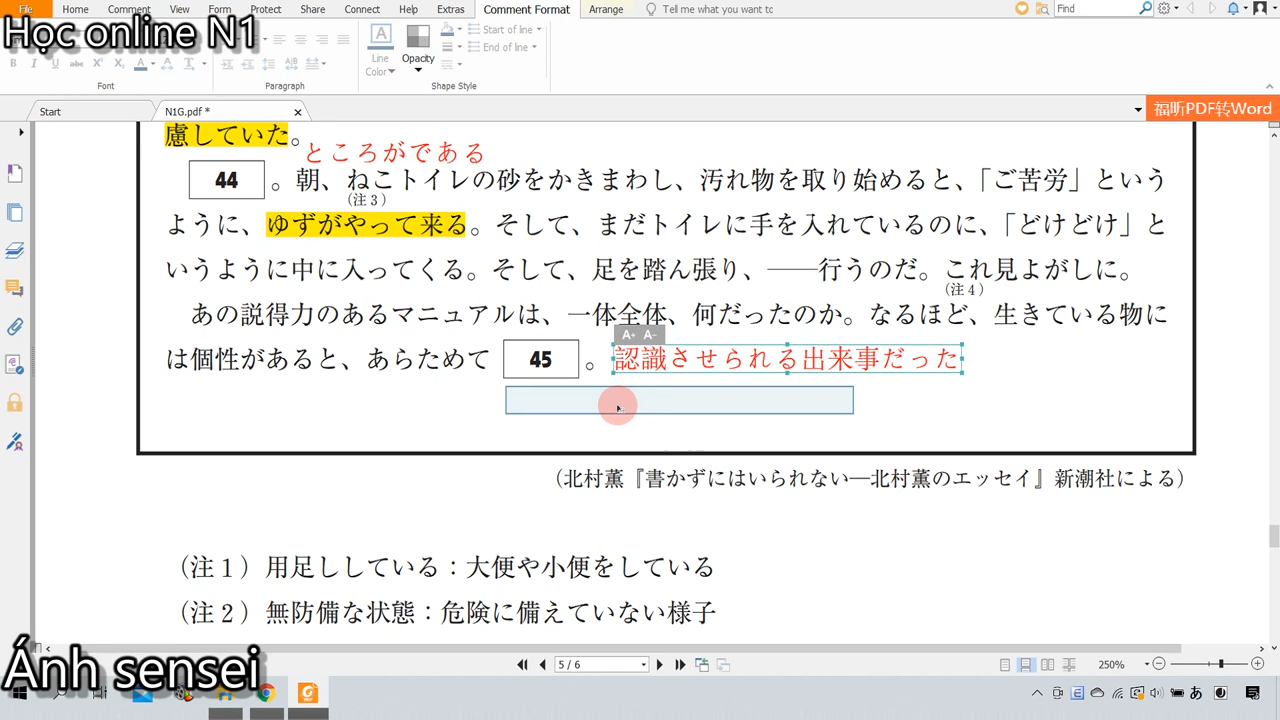 File Home Comment View Form Protect Share Connect Help Extras Comment Format Arrange Tell me what you want to Find
Học online N1
Line Color
Opacity
Start of line
End of line
Font Paragraph Shape Style
Start N1G.pdf *
福昕PDF转Word
慮していた。
ところがである
44 。朝、ねこトイレの砂をかきまわし、汚れ物を取り始めると、「ご苦労」という
(注3)
ように、ゆずがやって来る。そして、まだトイレに手を入れているのに、「どけどけ」と
いうように中に入ってくる。そして、足を踏ん張り、――行うのだ。これ見よがしに。
(注4)
あの説得力のあるマニュアルは、一体全体、何だったのか。なるほど、生きている物に
A+ A-
は個性があると、あらためて 45 。認識させられる出来事だった
(北村薫『書かずにはいられない―北村薫のエッセイ』新潮社による)
(注1)用足ししている：大便や小便をしている
(注2)無防備な状態：危険に備えていない様子
Ánh sensei
5 / 6
250%